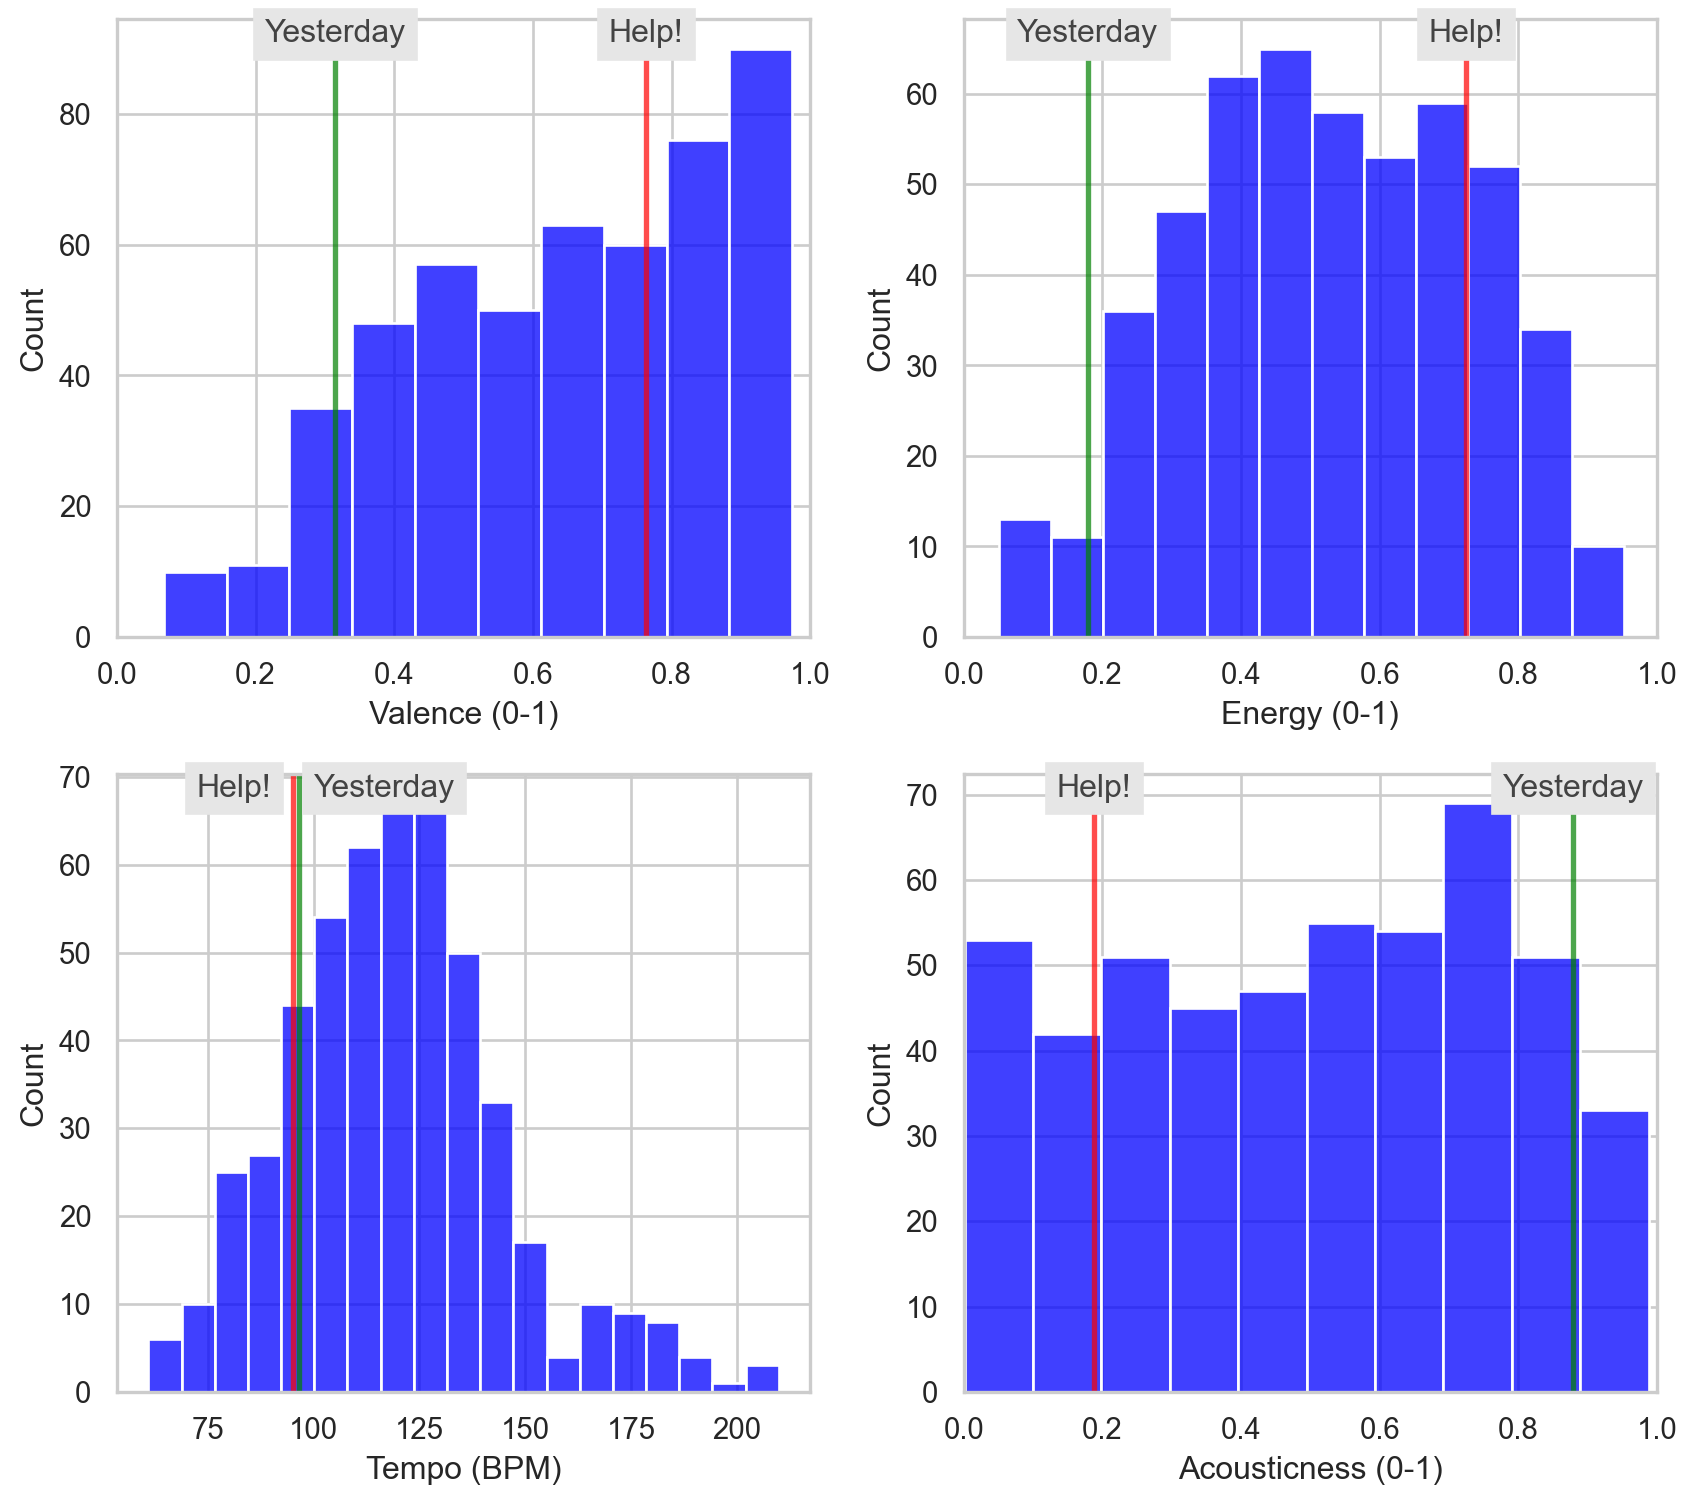 Yesterday Help!
80
60
40
20
0
Count
0.0 0.2 0.4 0.6 0.8 1.0
Valence (0-1)
Yesterday Help!
60
50
40
30
20
10
0
Count
0.0 0.2 0.4 0.6 0.8 1.0
Energy (0-1)
Help! Yesterday
70
60
50
40
30
20
10
0
Count
75 100 125 150 175 200
Tempo (BPM)
Help! Yesterday
70
60
50
40
30
20
10
0
Count
0.0 0.2 0.4 0.6 0.8 1.0
Acousticness (0-1)